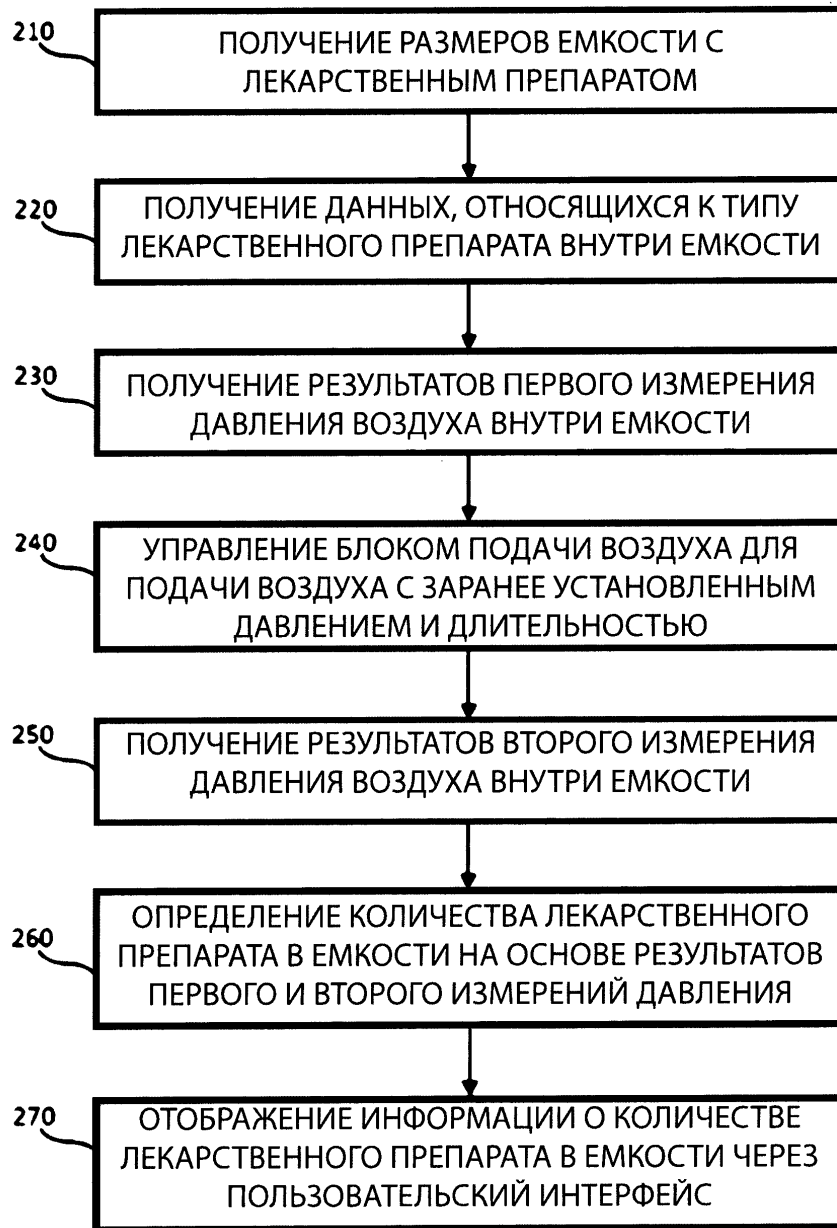 210
ПОЛУЧЕНИЕ РАЗМЕРОВ ЕМКОСТИ С
ЛЕКАРСТВЕННЫМ ПРЕПАРАТОМ
220
ПОЛУЧЕНИЕ ДАННЫХ, ОТНОСЯЩИХСЯ К ТИПУ
ЛЕКАРСТВЕННОГО ПРЕПАРАТА ВНУТРИ ЕМКОСТИ
230
ПОЛУЧЕНИЕ РЕЗУЛЬТАТОВ ПЕРВОГО ИЗМЕРЕНИЯ
ДАВЛЕНИЯ ВОЗДУХА ВНУТРИ ЕМКОСТИ
240
УПРАВЛЕНИЕ БЛОКОМ ПОДАЧИ ВОЗДУХА ДЛЯ
ПОДАЧИ ВОЗДУХА С ЗАРАНЕЕ УСТАНОВЛЕННЫМ
ДАВЛЕНИЕМ И ДЛИТЕЛЬНОСТЬЮ
250
ПОЛУЧЕНИЕ РЕЗУЛЬТАТОВ ВТОРОГО ИЗМЕРЕНИЯ
ДАВЛЕНИЯ ВОЗДУХА ВНУТРИ ЕМКОСТИ
260
ОПРЕДЕЛЕНИЕ КОЛИЧЕСТВА ЛЕКАРСТВЕННОГО
ПРЕПАРАТА В ЕМКОСТИ НА ОСНОВЕ РЕЗУЛЬТАТОВ
ПЕРВОГО И ВТОРОГО ИЗМЕРЕНИЙ ДАВЛЕНИЯ
270
ОТОБРАЖЕНИЕ ИНФОРМАЦИИ О КОЛИЧЕСТВЕ
ЛЕКАРСТВЕННОГО ПРЕПАРАТА В ЕМКОСТИ ЧЕРЕЗ
ПОЛЬЗОВАТЕЛЬСКИЙ ИНТЕРФЕЙС